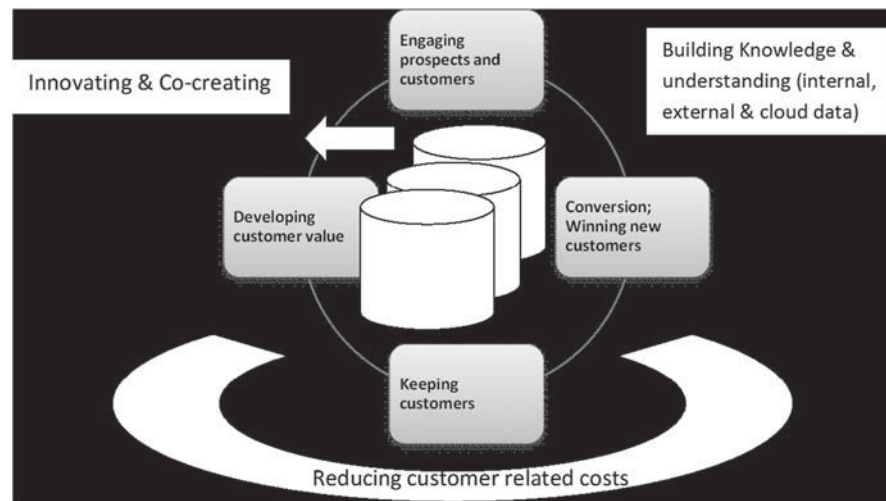 Engaging
prospects and
customers
Building Knowledge &
understanding (internal,
external & cloud data)
Innovating & Co-creating
Developing
customer value
Conversion;
Winning new
customers
Keeping
customers
Reducing customer related costs